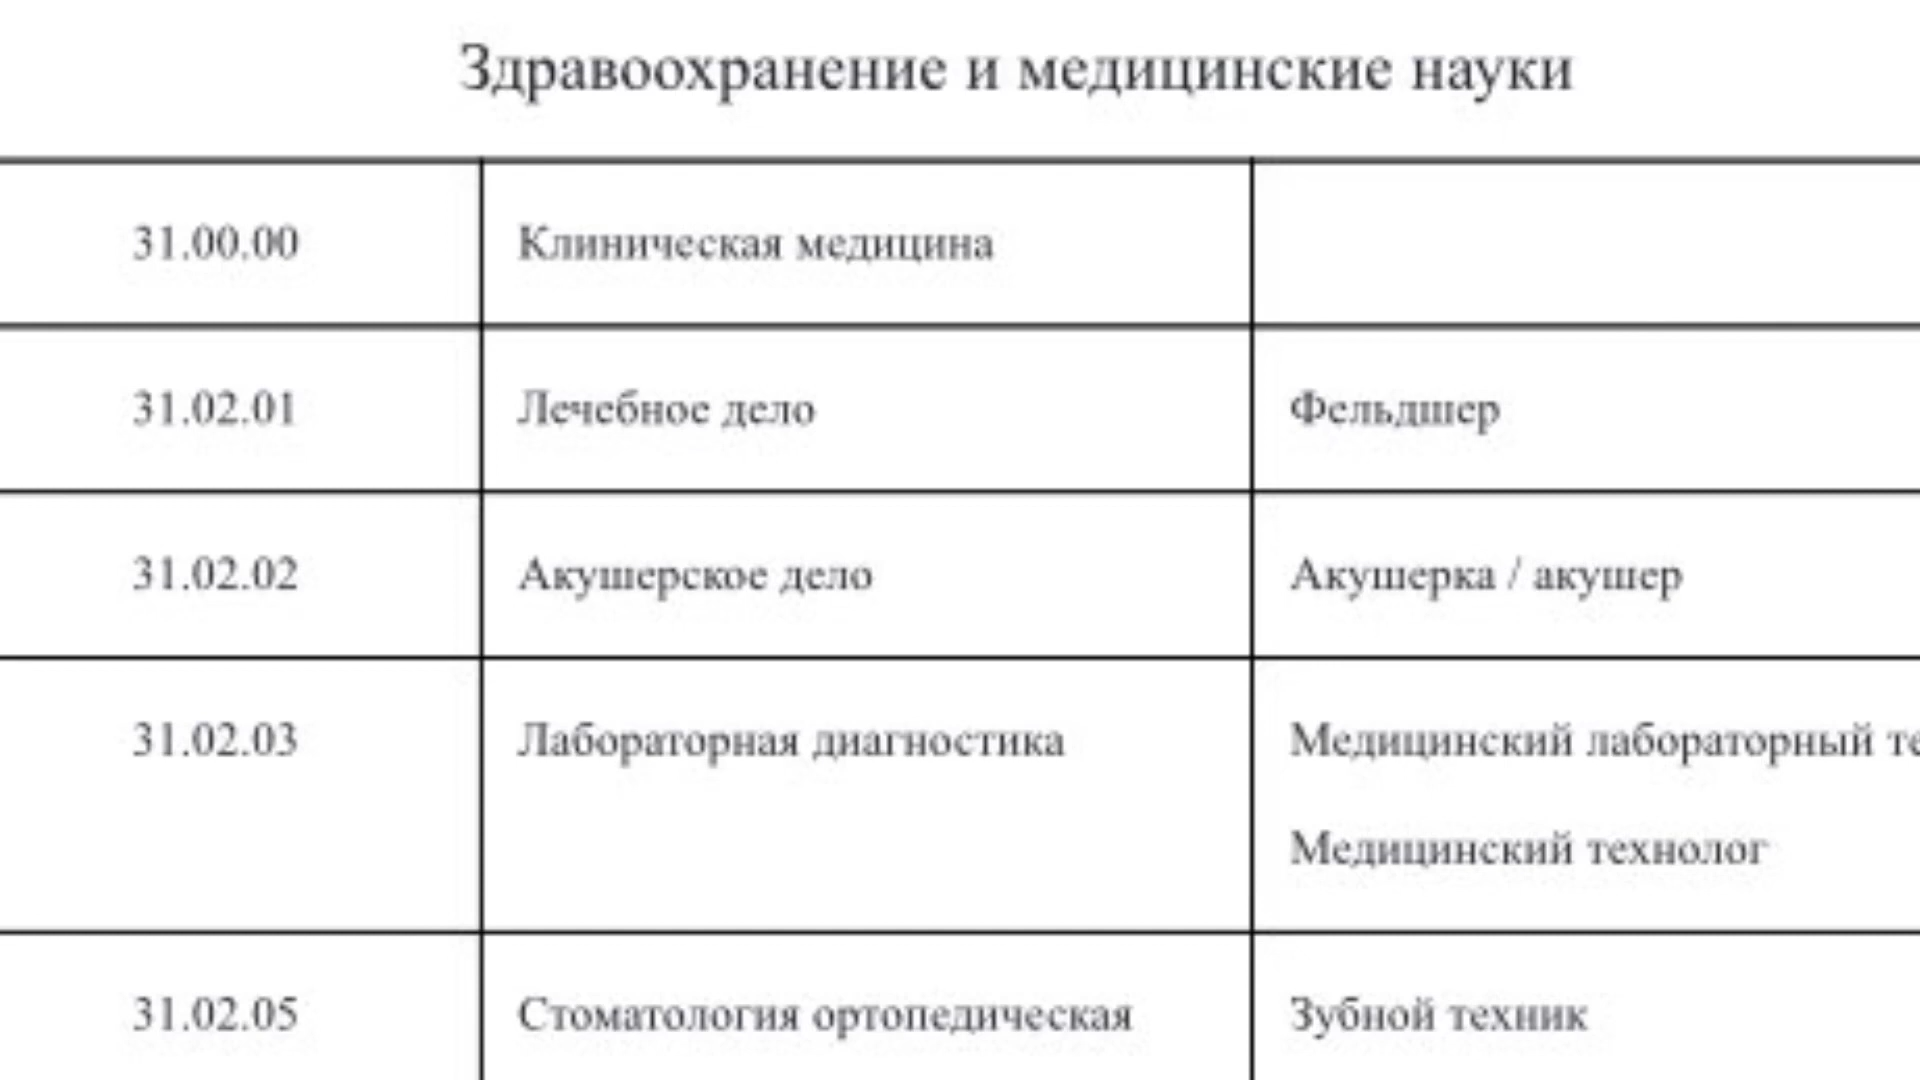 Здравоохранение и медицинские науки
31.00.00 Клиническая медицина
31.02.01 Лечебное дело Фельдшер
31.02.02 Акушерское дело Акушерка / акушер
31.02.03 Лабораторная диагностика Медицинский лабораторный
Медицинский технолог
31.02.05 Стоматология ортопедическая Зубной техник